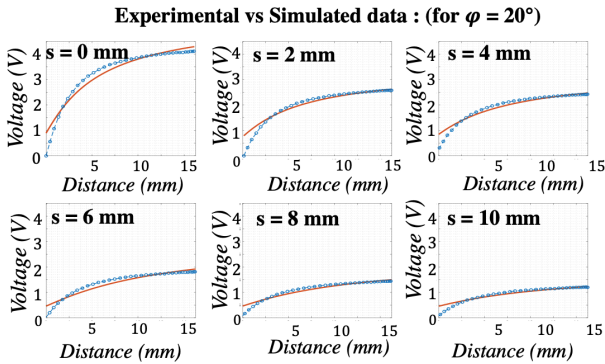 Experimental vs Simulated data : (for φ = 20°)
s = 0 mm
s = 2 mm
s = 4 mm
Voltage (V)
4
3
2
1
0
5
10
15
Distance (mm)
Voltage (V)
4
3
2
1
0
5
10
15
Distance (mm)
Voltage (V)
4
3
2
1
0
5
10
15
Distance (mm)
s = 6 mm
s = 8 mm
s = 10 mm
Voltage (V)
4
3
2
1
0
5
10
15
Distance (mm)
Voltage (V)
4
3
2
1
0
5
10
15
Distance (mm)
Voltage (V)
4
3
2
1
0
5
10
15
Distance (mm)